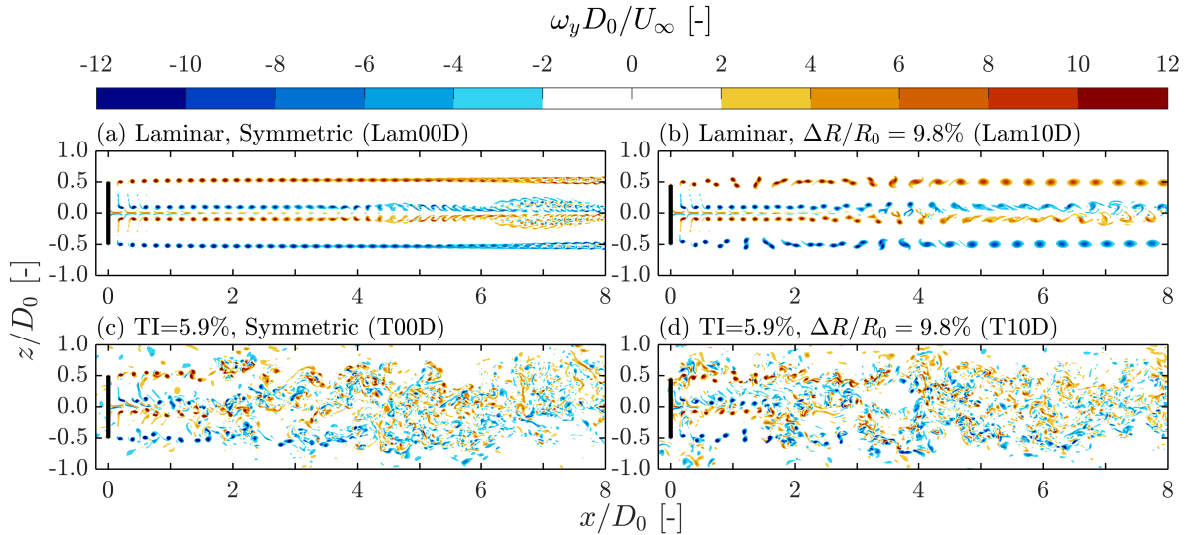 ω_y D_0/U_∞ [-]
-12 -10 -8 -6 -4 -2 0 2 4 6 8 10 12
(a) Laminar, Symmetric (Lam00D)
1.0
0.5
0.0
-0.5
-1.0
0 2 4 6 8
(b) Laminar, ΔR/R_0 = 9.8% (Lam10D)
1.0
0.5
0.0
-0.5
-1.0
0 2 4 6 8
(c) TI=5.9%, Symmetric (T00D)
1.0
0.5
0.0
-0.5
-1.0
0 2 4 6 8
(d) TI=5.9%, ΔR/R_0 = 9.8% (T10D)
1.0
0.5
0.0
-0.5
-1.0
0 2 4 6 8
z/D_0 [-]
x/D_0 [-]